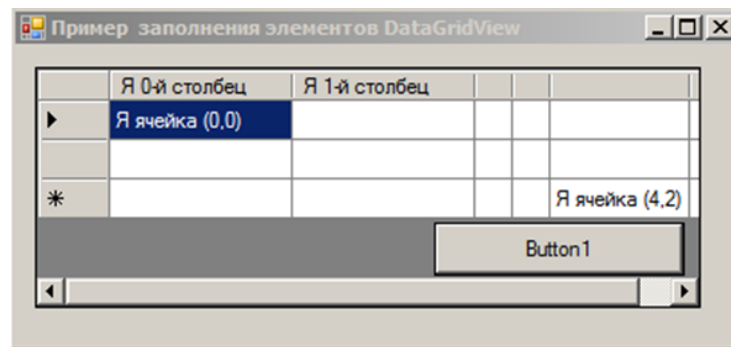 Пример заполнения элементов DataGridView
Я 0-й столбец Я 1-й столбец
Я ячейка (0,0)
Я ячейка (4,2)
Button1